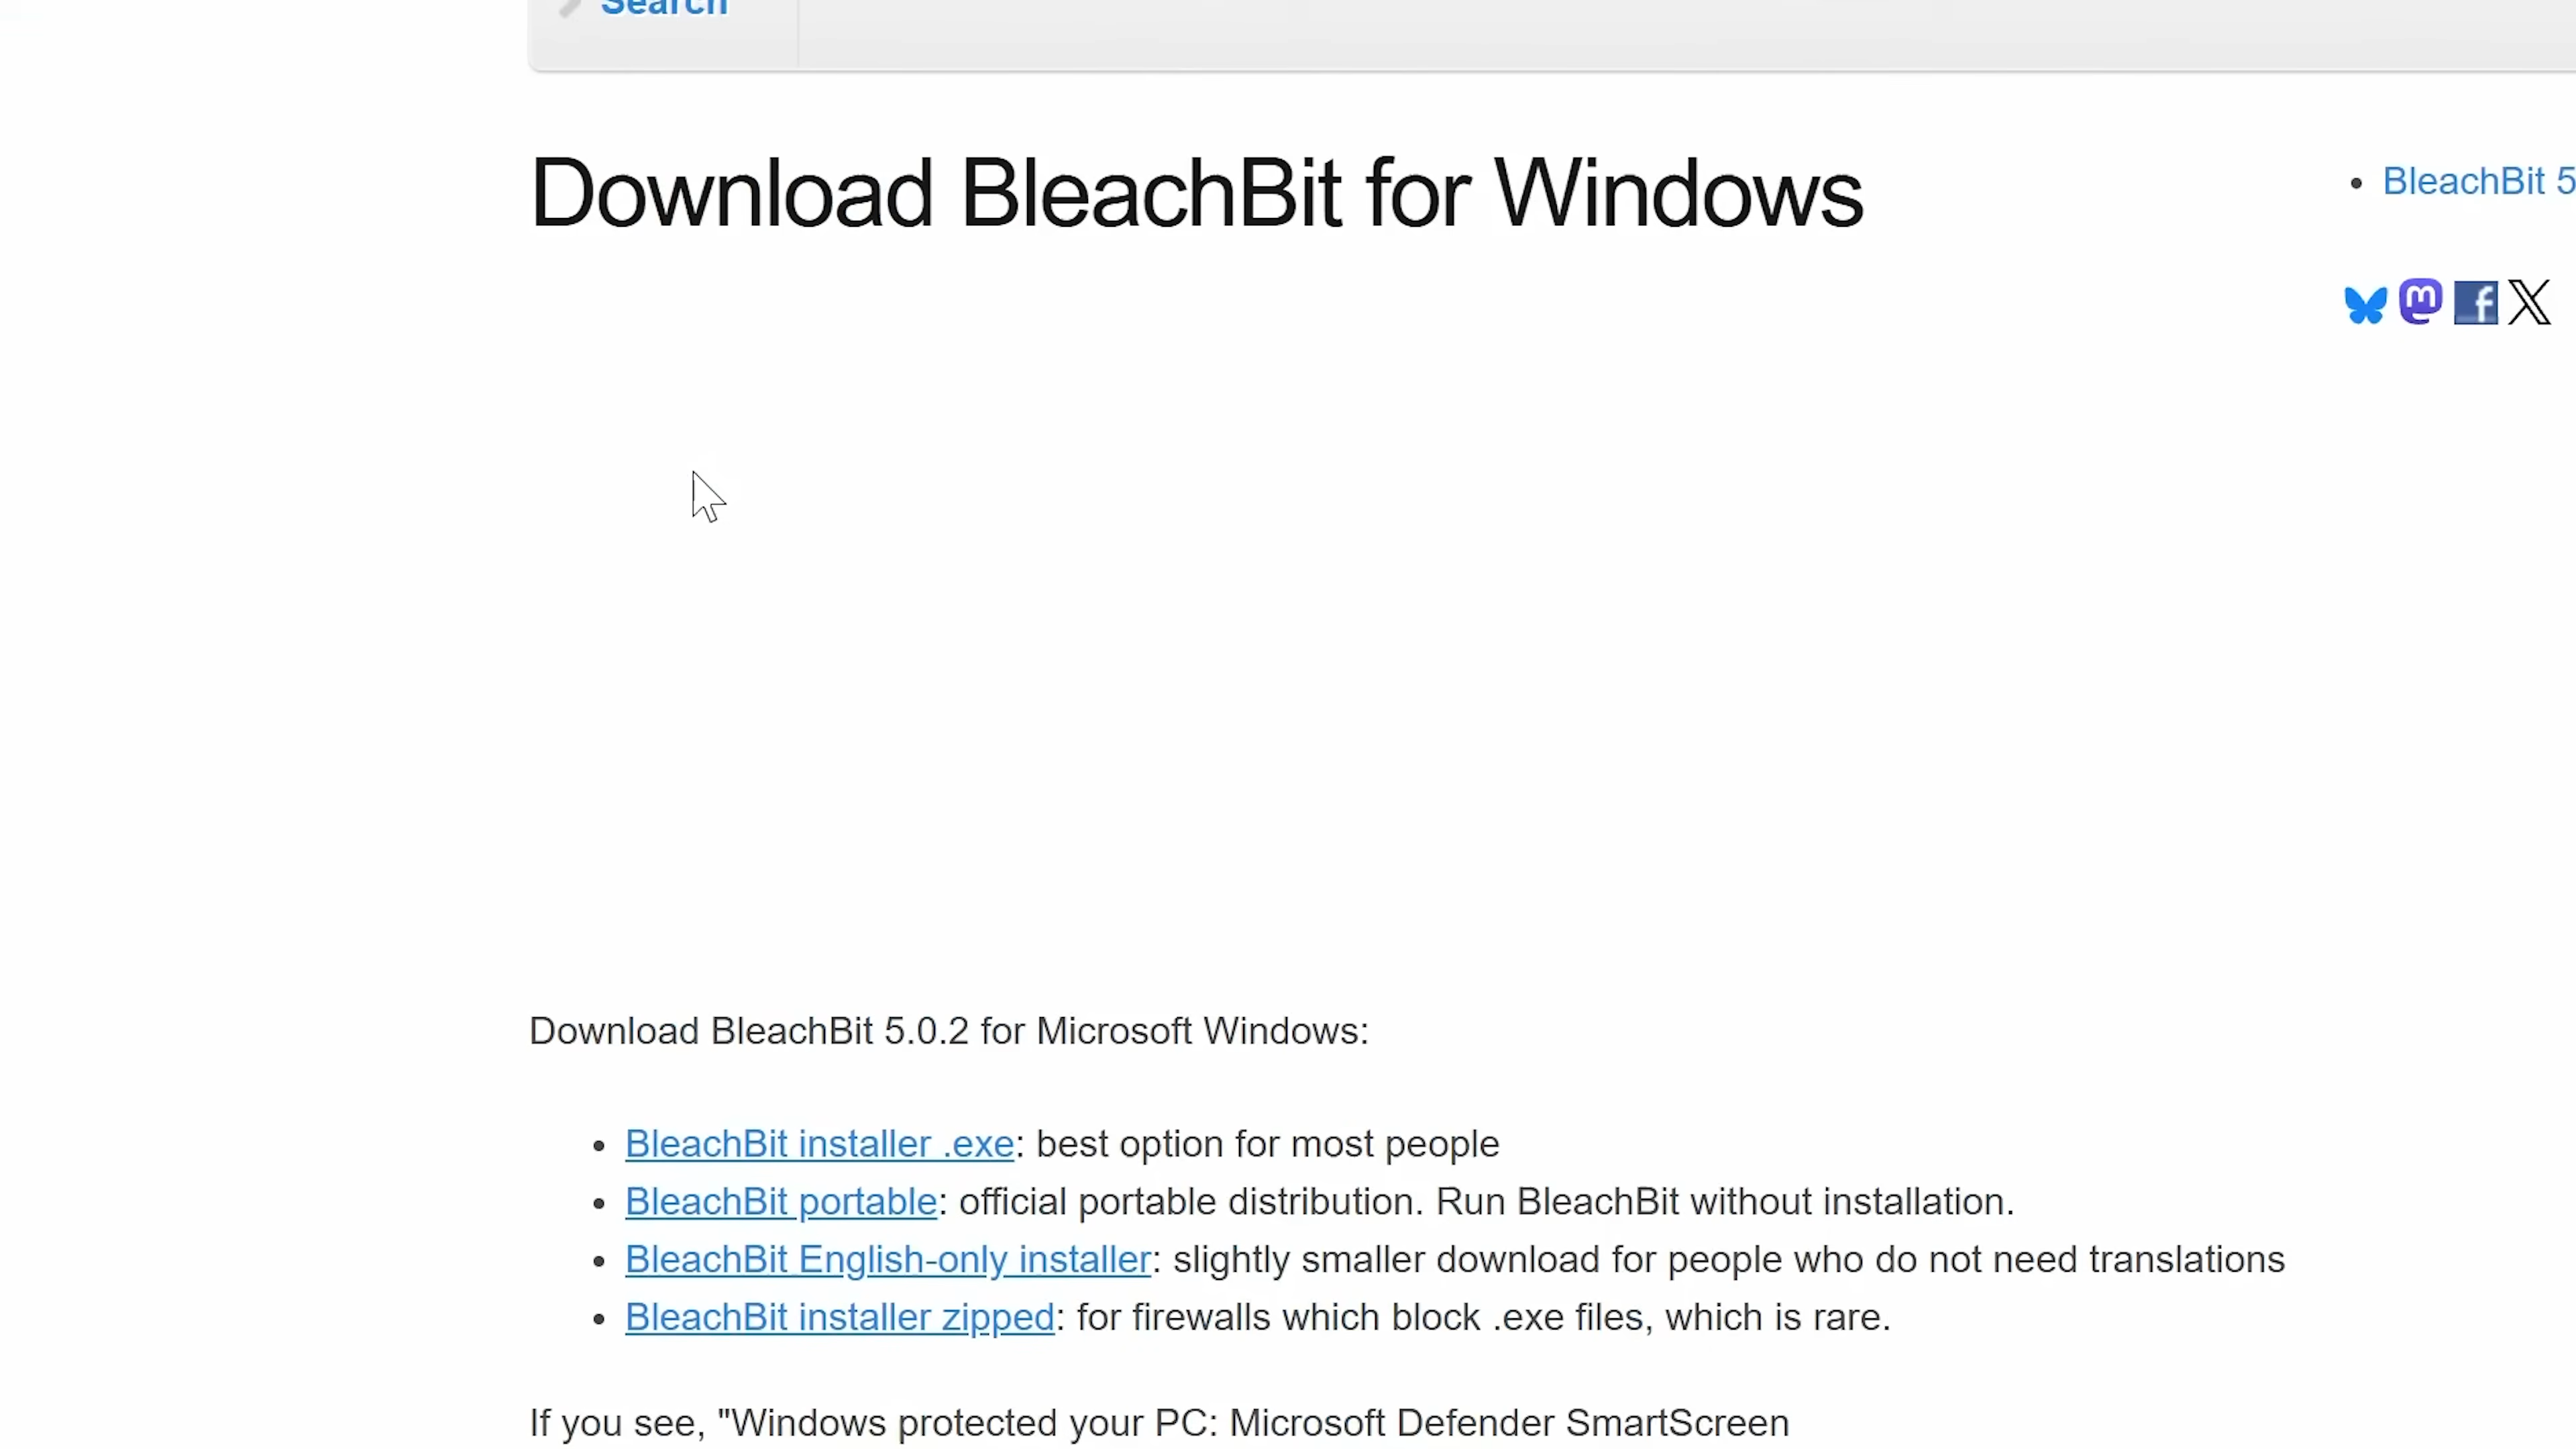 Search
Download BleachBit for Windows
BleachBit 5
Download BleachBit 5.0.2 for Microsoft Windows:
BleachBit installer .exe: best option for most people
BleachBit portable: official portable distribution. Run BleachBit without installation.
BleachBit English-only installer: slightly smaller download for people who do not need translations
BleachBit installer zipped: for firewalls which block .exe files, which is rare.
If you see, "Windows protected your PC: Microsoft Defender SmartScreen